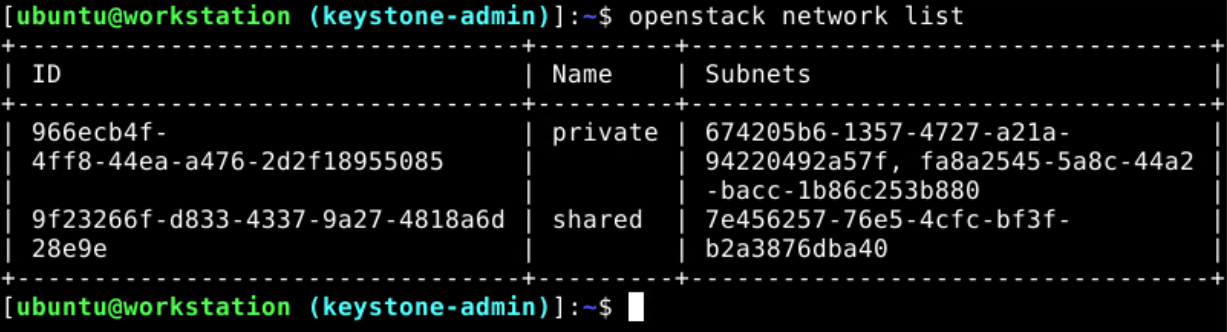 [ubuntu@workstation (keystone-admin)]:~$ openstack network list
+----------------------------------+---------+-----------------------------------+
| ID                               | Name    | Subnets                           |
+----------------------------------+---------+-----------------------------------+
| 966ecb4f-                        | private | 674205b6-1357-4727-a21a-          |
| 4ff8-44ea-a476-2d2f18955085      |         | 94220492a57f, fa8a2545-5a8c-44a2  |
|                                  |         | -bacc-1b86c253b880                |
| 9f23266f-d833-4337-9a27-4818a6d  | shared  | 7e456257-76e5-4cfc-bf3f-          |
| 28e9e                            |         | b2a3876dba40                      |
+----------------------------------+---------+-----------------------------------+
[ubuntu@workstation (keystone-admin)]:~$